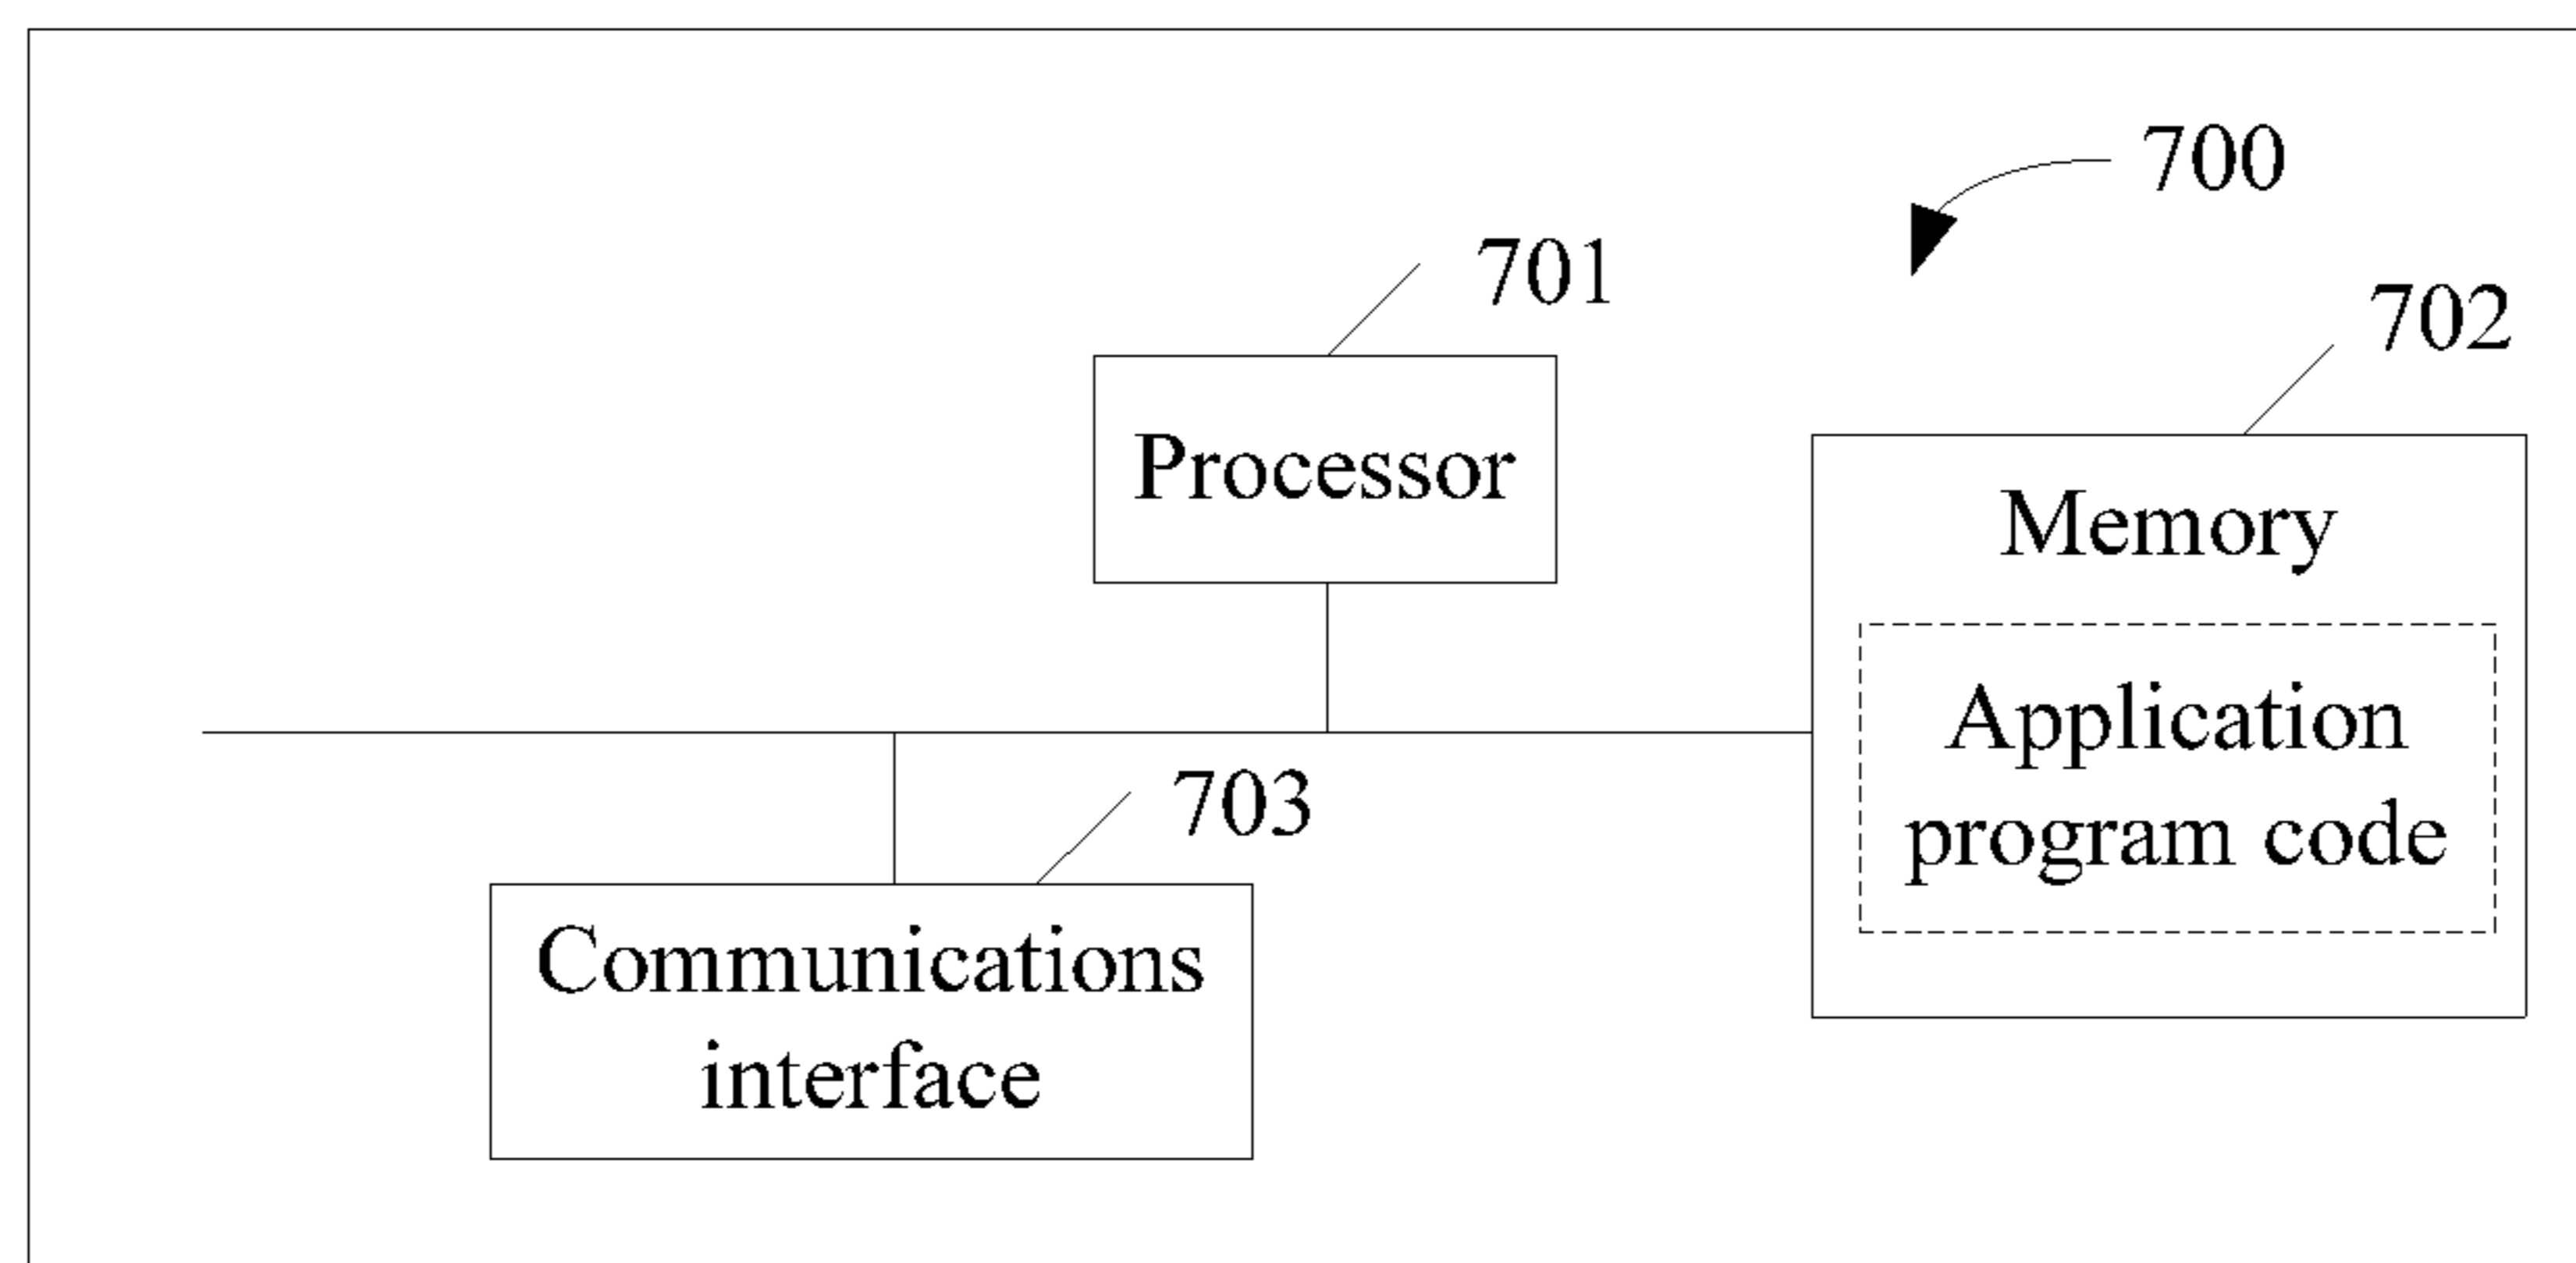 700
701
702
Processor
Memory
Application
program code
703
Communications
interface